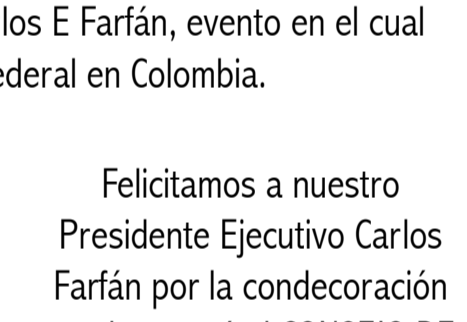 los E Farfán, evento en el cual
ederal en Colombia.
Felicitamos a nuestro
Presidente Ejecutivo Carlos
Farfán por la condecoración